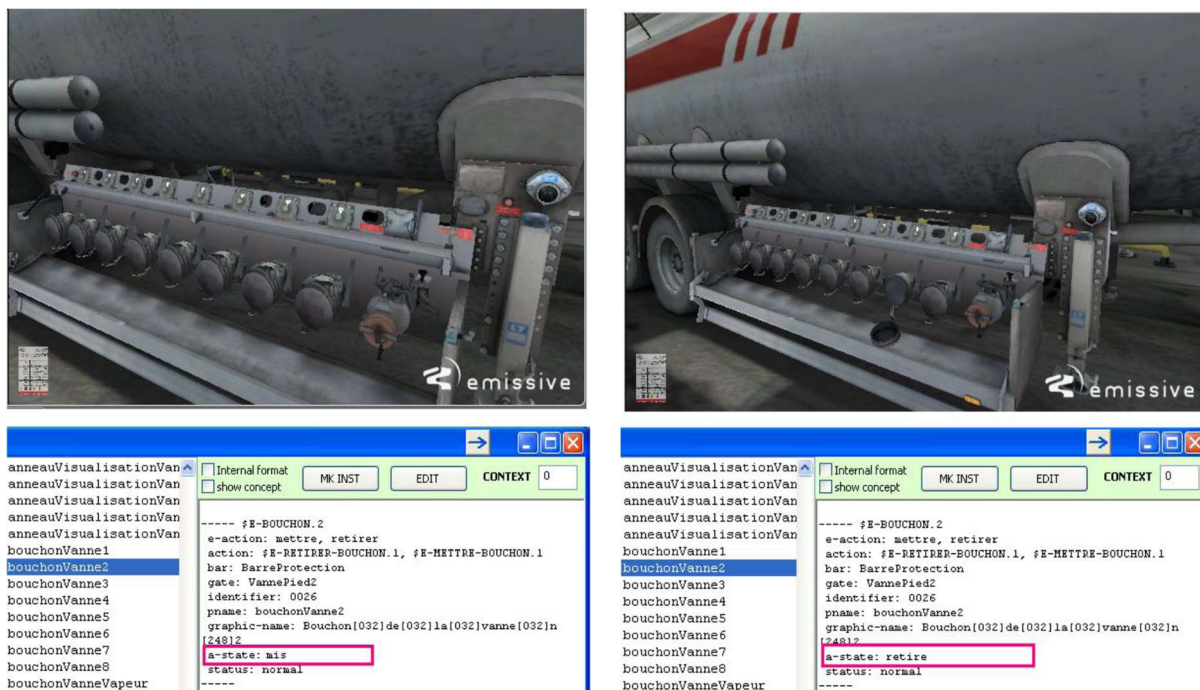 emissive
emissive
anneauVisualisationVan
anneauVisualisationVan
anneauVisualisationVan
anneauVisualisationVan
anneauVisualisationVan
bouchonVanne1
bouchonVanne2
bouchonVanne3
bouchonVanne4
bouchonVanne5
bouchonVanne6
bouchonVanne7
bouchonVanne8
bouchonVanneVapeur
Internal format
show concept
MK INST
EDIT
CONTEXT 0
----- $E-BOUCHON.2
e-action: mettre, retirer
action: $E-RETIRER-BOUCHON.1, $E-METTRE-BOUCHON.1
bar: BarreProtection
gate: VannePied2
identifier: 0026
pname: bouchonVanne2
graphic-name: Bouchon[032]de[032]la[032]vanne[032]n
[248]2
a-state: mis
status: normal
-----
anneauVisualisationVan
anneauVisualisationVan
anneauVisualisationVan
anneauVisualisationVan
anneauVisualisationVan
bouchonVanne1
bouchonVanne2
bouchonVanne3
bouchonVanne4
bouchonVanne5
bouchonVanne6
bouchonVanne7
bouchonVanne8
bouchonVanneVapeur
Internal format
show concept
MK INST
EDIT
CONTEXT 0
----- $E-BOUCHON.2
e-action: mettre, retirer
action: $E-RETIRER-BOUCHON.1, $E-METTRE-BOUCHON.1
bar: BarreProtection
gate: VannePied2
identifier: 0026
pname: bouchonVanne2
graphic-name: Bouchon[032]de[032]la[032]vanne[032]n
[248]2
a-state: retire
status: normal
-----